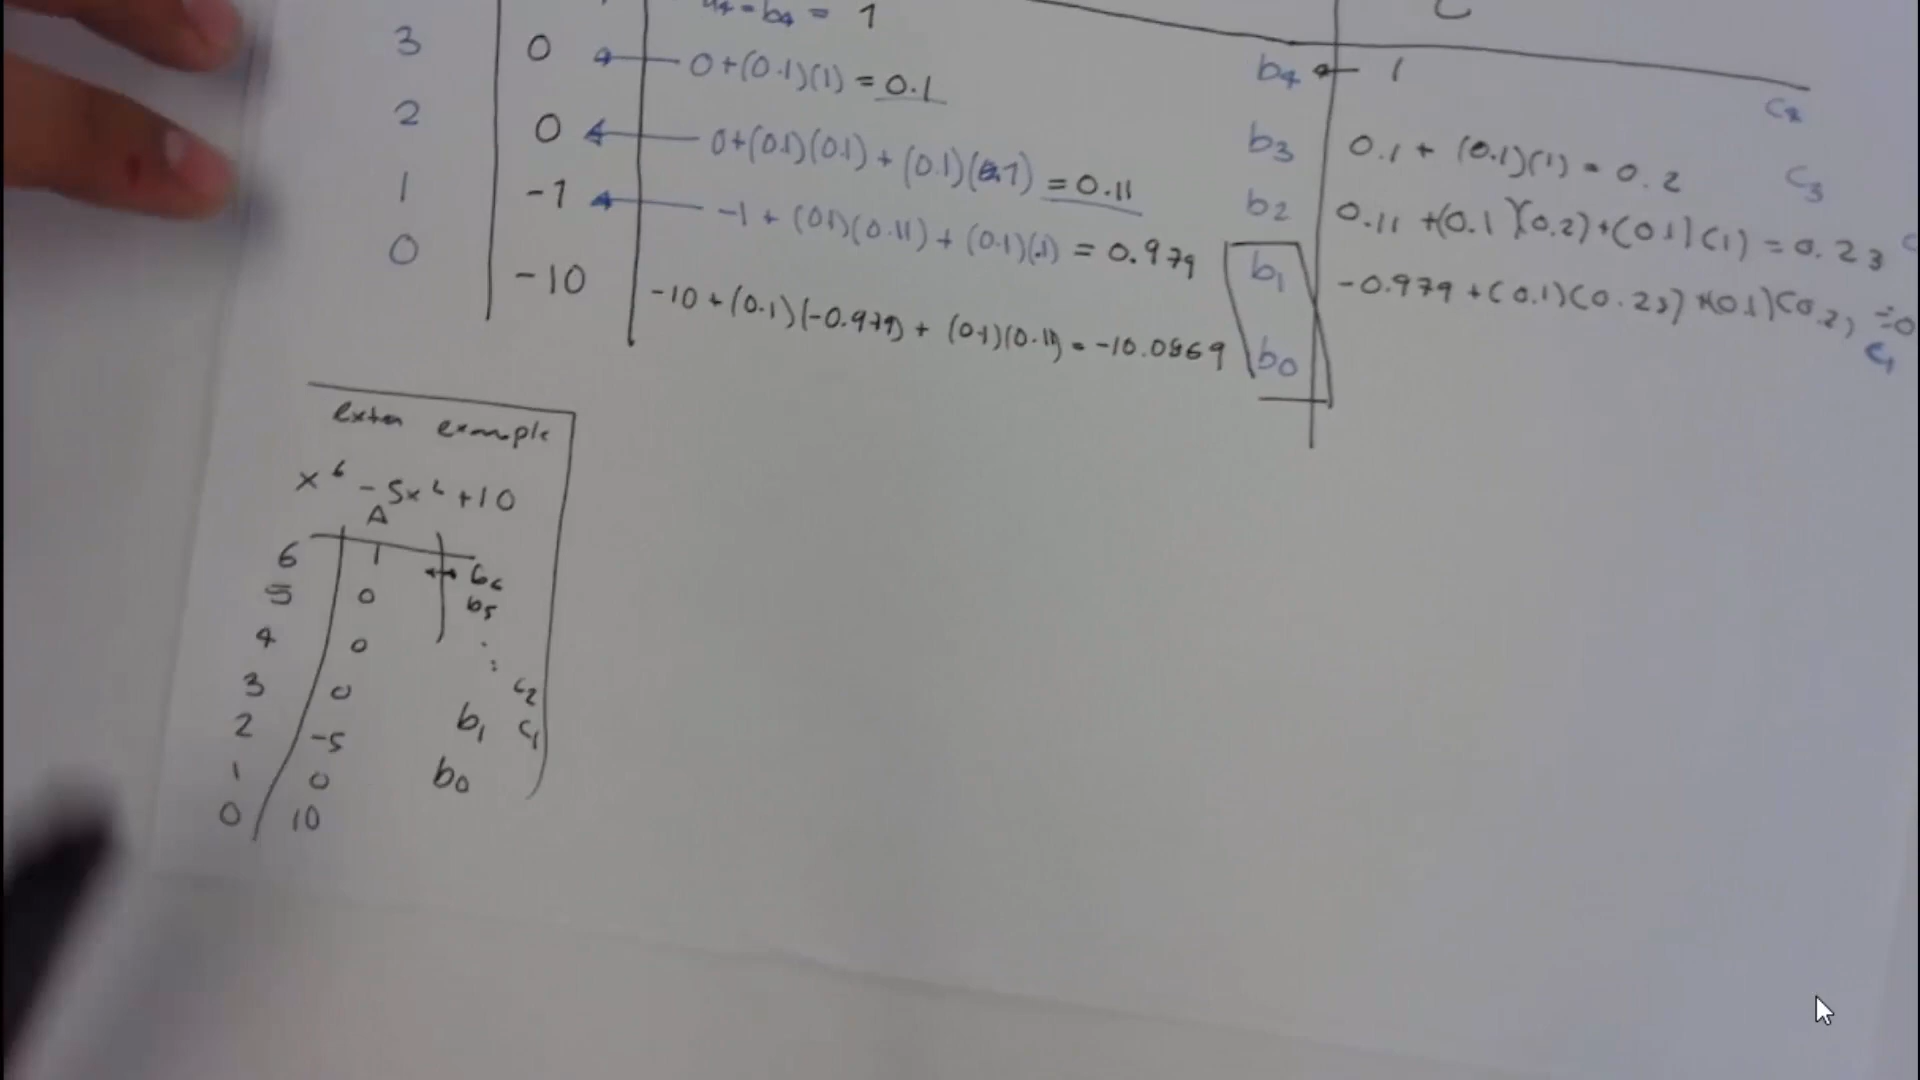 a4 = b4 = 1
3 0 0+(0.1)(1) = 0.1
2 0 0+(0.1)(0.1) + (0.1)(0.1) = 0.11
1 -1 -1 + (0.1)(0.11) + (0.1)(.1) = 0.979
0 -10 -10 + (0.1)(-0.979) + (0.1)(0.11) = -10.0869
C
b4 1
b3 0.1 + (0.1)(1) = 0.2 C3
b2 0.11 + (0.1)(0.2) + (0.1)(1) = 0.23
b1 -0.979 + (0.1)(0.23) + (0.1)(0.2)
b0 C1
example
x⁶ - 5x² + 10
A
6 1 b6
5 0 b5
4 0
3 0 C2
2 -5 b1 C1
1 0 b0
0 10